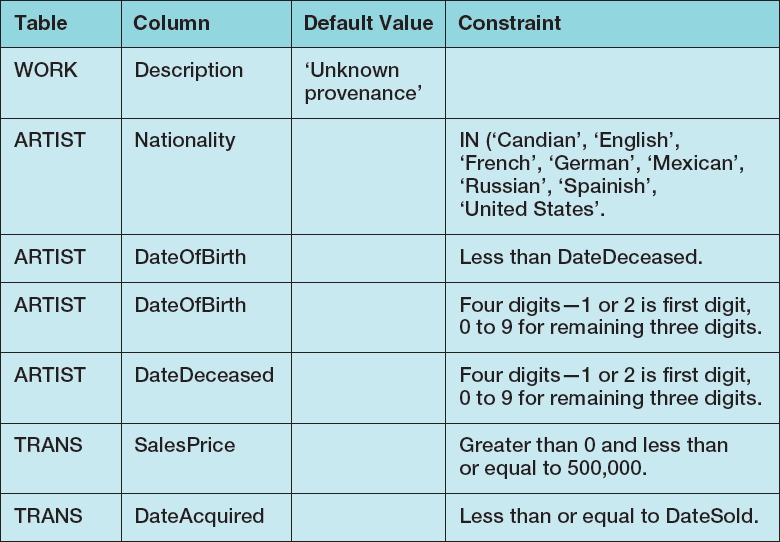 Table Column Default Value Constraint
WORK Description ‘Unknown
provenance’
ARTIST Nationality IN (‘Candian’, ‘English’,
‘French’, ‘German’, ‘Mexican’,
‘Russian’, ‘Spainish’,
‘United States’.
ARTIST DateOfBirth Less than DateDeceased.
ARTIST DateOfBirth Four digits—1 or 2 is first digit,
0 to 9 for remaining three digits.
ARTIST DateDeceased Four digits—1 or 2 is first digit,
0 to 9 for remaining three digits.
TRANS SalesPrice Greater than 0 and less than
or equal to 500,000.
TRANS DateAcquired Less than or equal to DateSold.